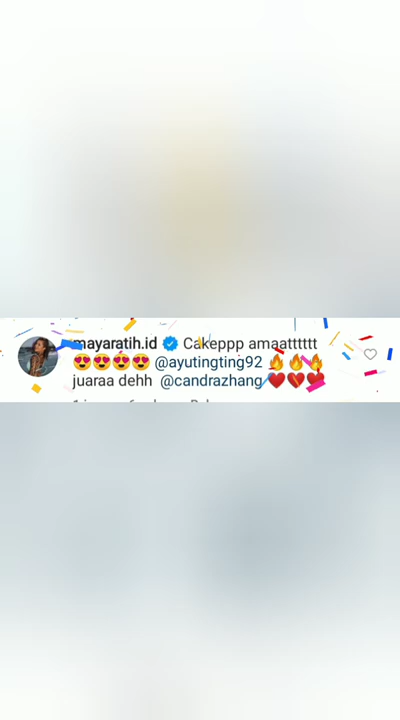 mayaratih.id Cakeppp amaatttttt
😍😍😍😍 @ayutingting92 🔥🔥🔥
juaraa dehh @candrazhang ❤️❤️❤️